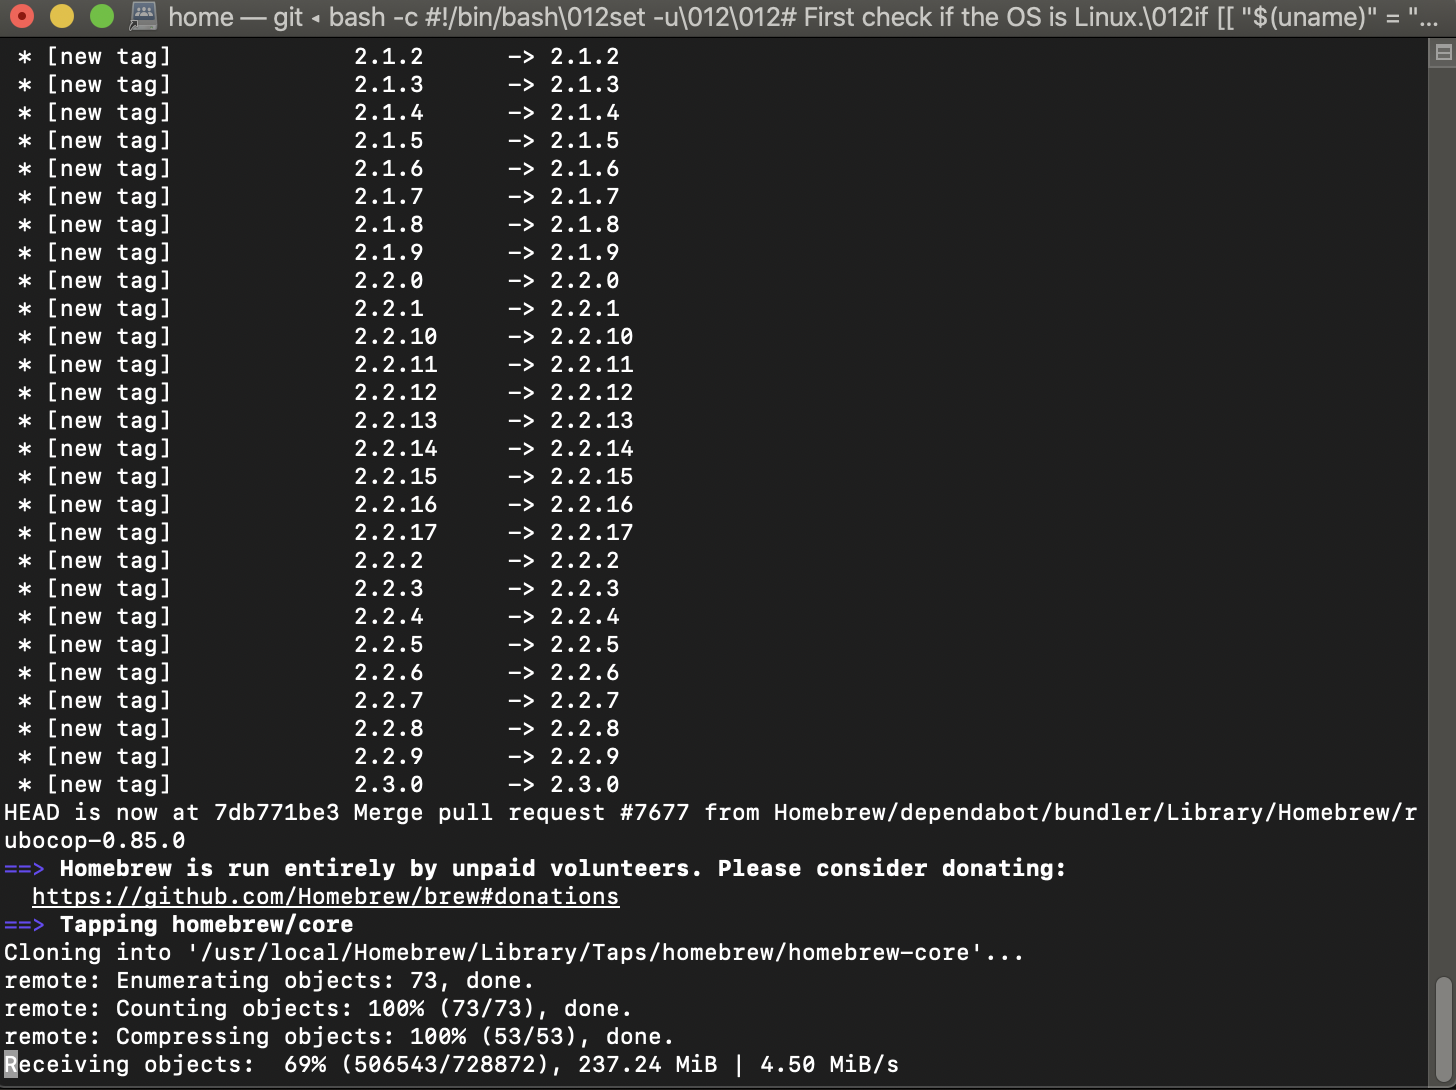 home — git ◂ bash -c #!/bin/bash\012set -u\012\012# First check if the OS is Linux.\012if [[ "$(uname)" = "...
* [new tag] 2.1.2 -> 2.1.2
* [new tag] 2.1.3 -> 2.1.3
* [new tag] 2.1.4 -> 2.1.4
* [new tag] 2.1.5 -> 2.1.5
* [new tag] 2.1.6 -> 2.1.6
* [new tag] 2.1.7 -> 2.1.7
* [new tag] 2.1.8 -> 2.1.8
* [new tag] 2.1.9 -> 2.1.9
* [new tag] 2.2.0 -> 2.2.0
* [new tag] 2.2.1 -> 2.2.1
* [new tag] 2.2.10 -> 2.2.10
* [new tag] 2.2.11 -> 2.2.11
* [new tag] 2.2.12 -> 2.2.12
* [new tag] 2.2.13 -> 2.2.13
* [new tag] 2.2.14 -> 2.2.14
* [new tag] 2.2.15 -> 2.2.15
* [new tag] 2.2.16 -> 2.2.16
* [new tag] 2.2.17 -> 2.2.17
* [new tag] 2.2.2 -> 2.2.2
* [new tag] 2.2.3 -> 2.2.3
* [new tag] 2.2.4 -> 2.2.4
* [new tag] 2.2.5 -> 2.2.5
* [new tag] 2.2.6 -> 2.2.6
* [new tag] 2.2.7 -> 2.2.7
* [new tag] 2.2.8 -> 2.2.8
* [new tag] 2.2.9 -> 2.2.9
* [new tag] 2.3.0 -> 2.3.0
HEAD is now at 7db771be3 Merge pull request #7677 from Homebrew/dependabot/bundler/Library/Homebrew/r
ubocop-0.85.0
==> Homebrew is run entirely by unpaid volunteers. Please consider donating:
https://github.com/Homebrew/brew#donations
==> Tapping homebrew/core
Cloning into '/usr/local/Homebrew/Library/Taps/homebrew/homebrew-core'...
remote: Enumerating objects: 73, done.
remote: Counting objects: 100% (73/73), done.
remote: Compressing objects: 100% (53/53), done.
Receiving objects: 69% (506543/728872), 237.24 MiB | 4.50 MiB/s